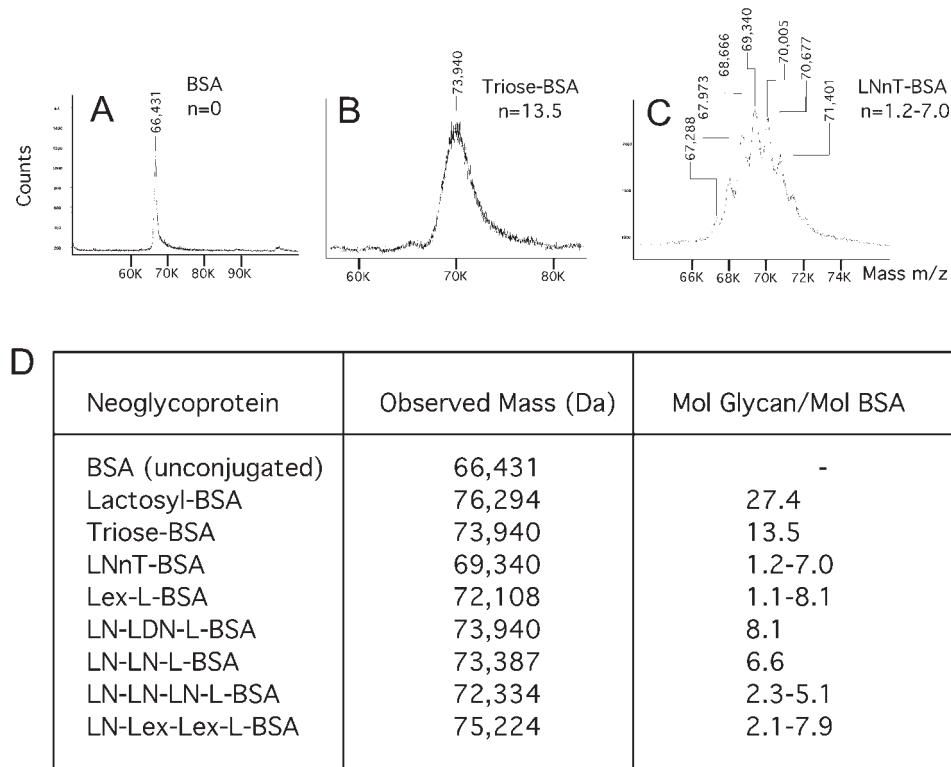 A
BSA
n=0
66,431
Counts
60K 70K 80K 90K
B
73,940
Triose-BSA
n=13.5
60K 70K 80K
C
67,288
67.973
68.666
69,340
70,005
70,677
71,401
LNnT-BSA
n=1.2-7.0
66K 68K 70K 72K 74K Mass m/z
D
Neoglycoprotein Observed Mass (Da) Mol Glycan/Mol BSA
BSA (unconjugated) 66,431 -
Lactosyl-BSA 76,294 27.4
Triose-BSA 73,940 13.5
LNnT-BSA 69,340 1.2-7.0
Lex-L-BSA 72,108 1.1-8.1
LN-LDN-L-BSA 73,940 8.1
LN-LN-L-BSA 73,387 6.6
LN-LN-LN-L-BSA 72,334 2.3-5.1
LN-Lex-Lex-L-BSA 75,224 2.1-7.9